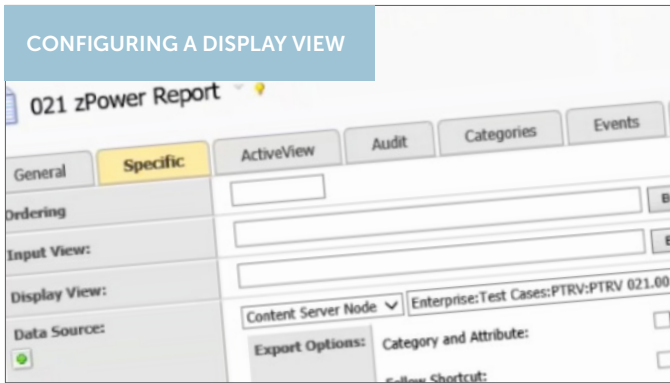 CONFIGURING A DISPLAY VIEW
021 zPower Report
General Specific ActiveView Audit Categories Events
Ordering
Input View:
Display View:
Data Source:
Content Server Node Enterprise:Test Cases:PTRV:PTRV 021.00
Export Options: Category and Attribute:
Follow Shortcut: